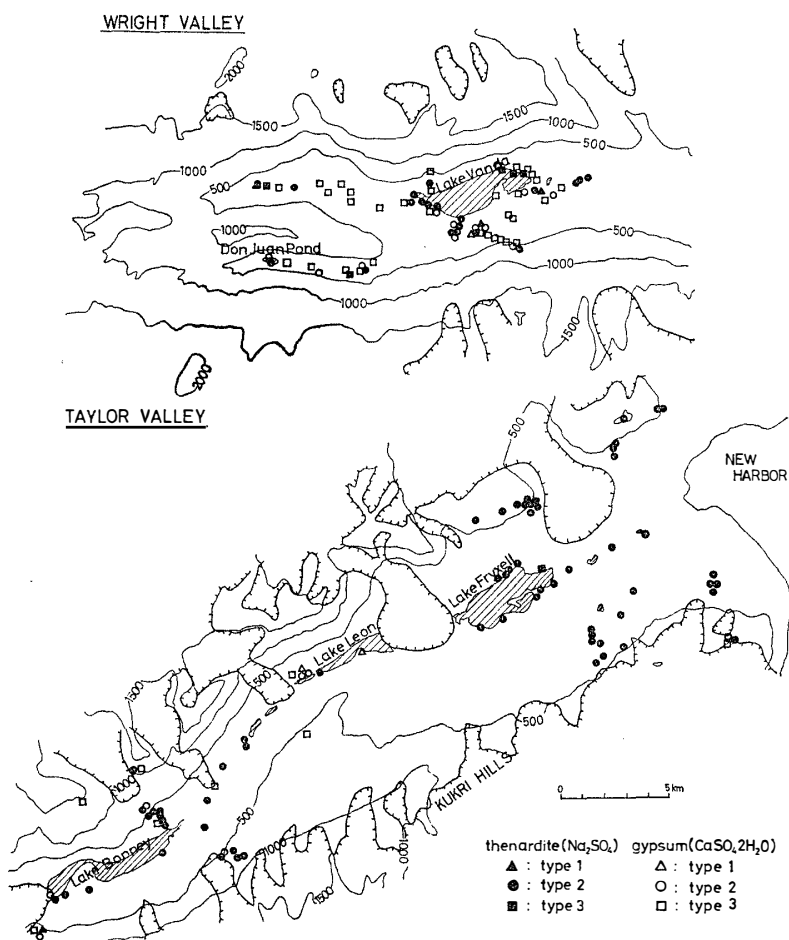 WRIGHT VALLEY
2000
1500
1500
1000
500
1000
500
Lake Vanda
1000
Don Juan Pond
500
1000
1000
1500
2000
TAYLOR VALLEY
500
NEW
HARBOR
Lake Fryxell
Lake Leon
1500
500
500
1000
500
KUKRI HILLS
1000
1000
Lake Bonney
1500
0 5km
thenardite(Na₂SO₄) gypsum(CaSO₄2H₂O)
▲ : type 1 △ : type 1
● : type 2 ○ : type 2
■ : type 3 □ : type 3